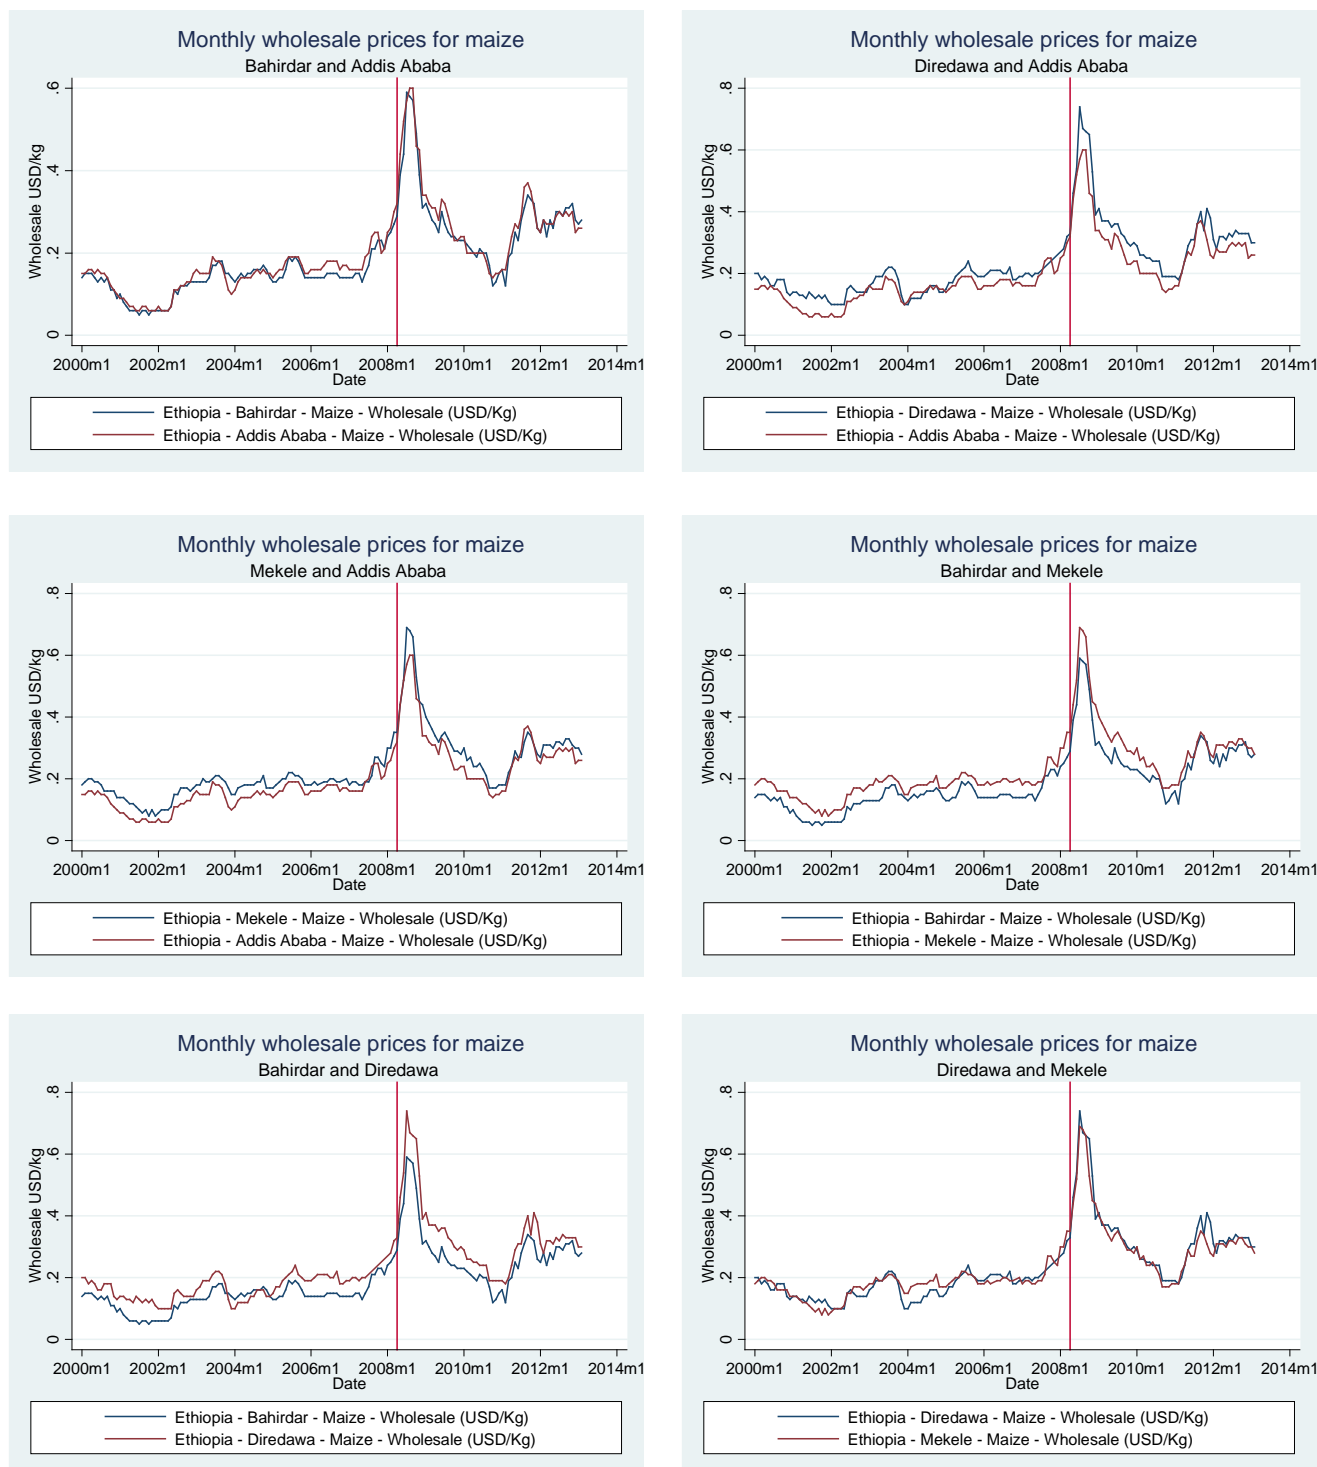 Monthly wholesale prices for maize
Bahirdar and Addis Ababa
Wholesale USD/kg
.6
.4
.2
0
2000m1 2002m1 2004m1 2006m1 2008m1 2010m1 2012m1 2014m1
Date
Ethiopia - Bahirdar - Maize - Wholesale (USD/Kg)
Ethiopia - Addis Ababa - Maize - Wholesale (USD/Kg)
Monthly wholesale prices for maize
Diredawa and Addis Ababa
Wholesale USD/kg
.8
.6
.4
.2
0
2000m1 2002m1 2004m1 2006m1 2008m1 2010m1 2012m1 2014m1
Date
Ethiopia - Diredawa - Maize - Wholesale (USD/Kg)
Ethiopia - Addis Ababa - Maize - Wholesale (USD/Kg)
Monthly wholesale prices for maize
Mekele and Addis Ababa
Wholesale USD/kg
.8
.6
.4
.2
0
2000m1 2002m1 2004m1 2006m1 2008m1 2010m1 2012m1 2014m1
Date
Ethiopia - Mekele - Maize - Wholesale (USD/Kg)
Ethiopia - Addis Ababa - Maize - Wholesale (USD/Kg)
Monthly wholesale prices for maize
Bahirdar and Mekele
Wholesale USD/kg
.8
.6
.4
.2
0
2000m1 2002m1 2004m1 2006m1 2008m1 2010m1 2012m1 2014m1
Date
Ethiopia - Bahirdar - Maize - Wholesale (USD/Kg)
Ethiopia - Mekele - Maize - Wholesale (USD/Kg)
Monthly wholesale prices for maize
Bahirdar and Diredawa
Wholesale USD/kg
.8
.6
.4
.2
0
2000m1 2002m1 2004m1 2006m1 2008m1 2010m1 2012m1 2014m1
Date
Ethiopia - Bahirdar - Maize - Wholesale (USD/Kg)
Ethiopia - Diredawa - Maize - Wholesale (USD/Kg)
Monthly wholesale prices for maize
Diredawa and Mekele
Wholesale USD/kg
.8
.6
.4
.2
0
2000m1 2002m1 2004m1 2006m1 2008m1 2010m1 2012m1 2014m1
Date
Ethiopia - Diredawa - Maize - Wholesale (USD/Kg)
Ethiopia - Mekele - Maize - Wholesale (USD/Kg)